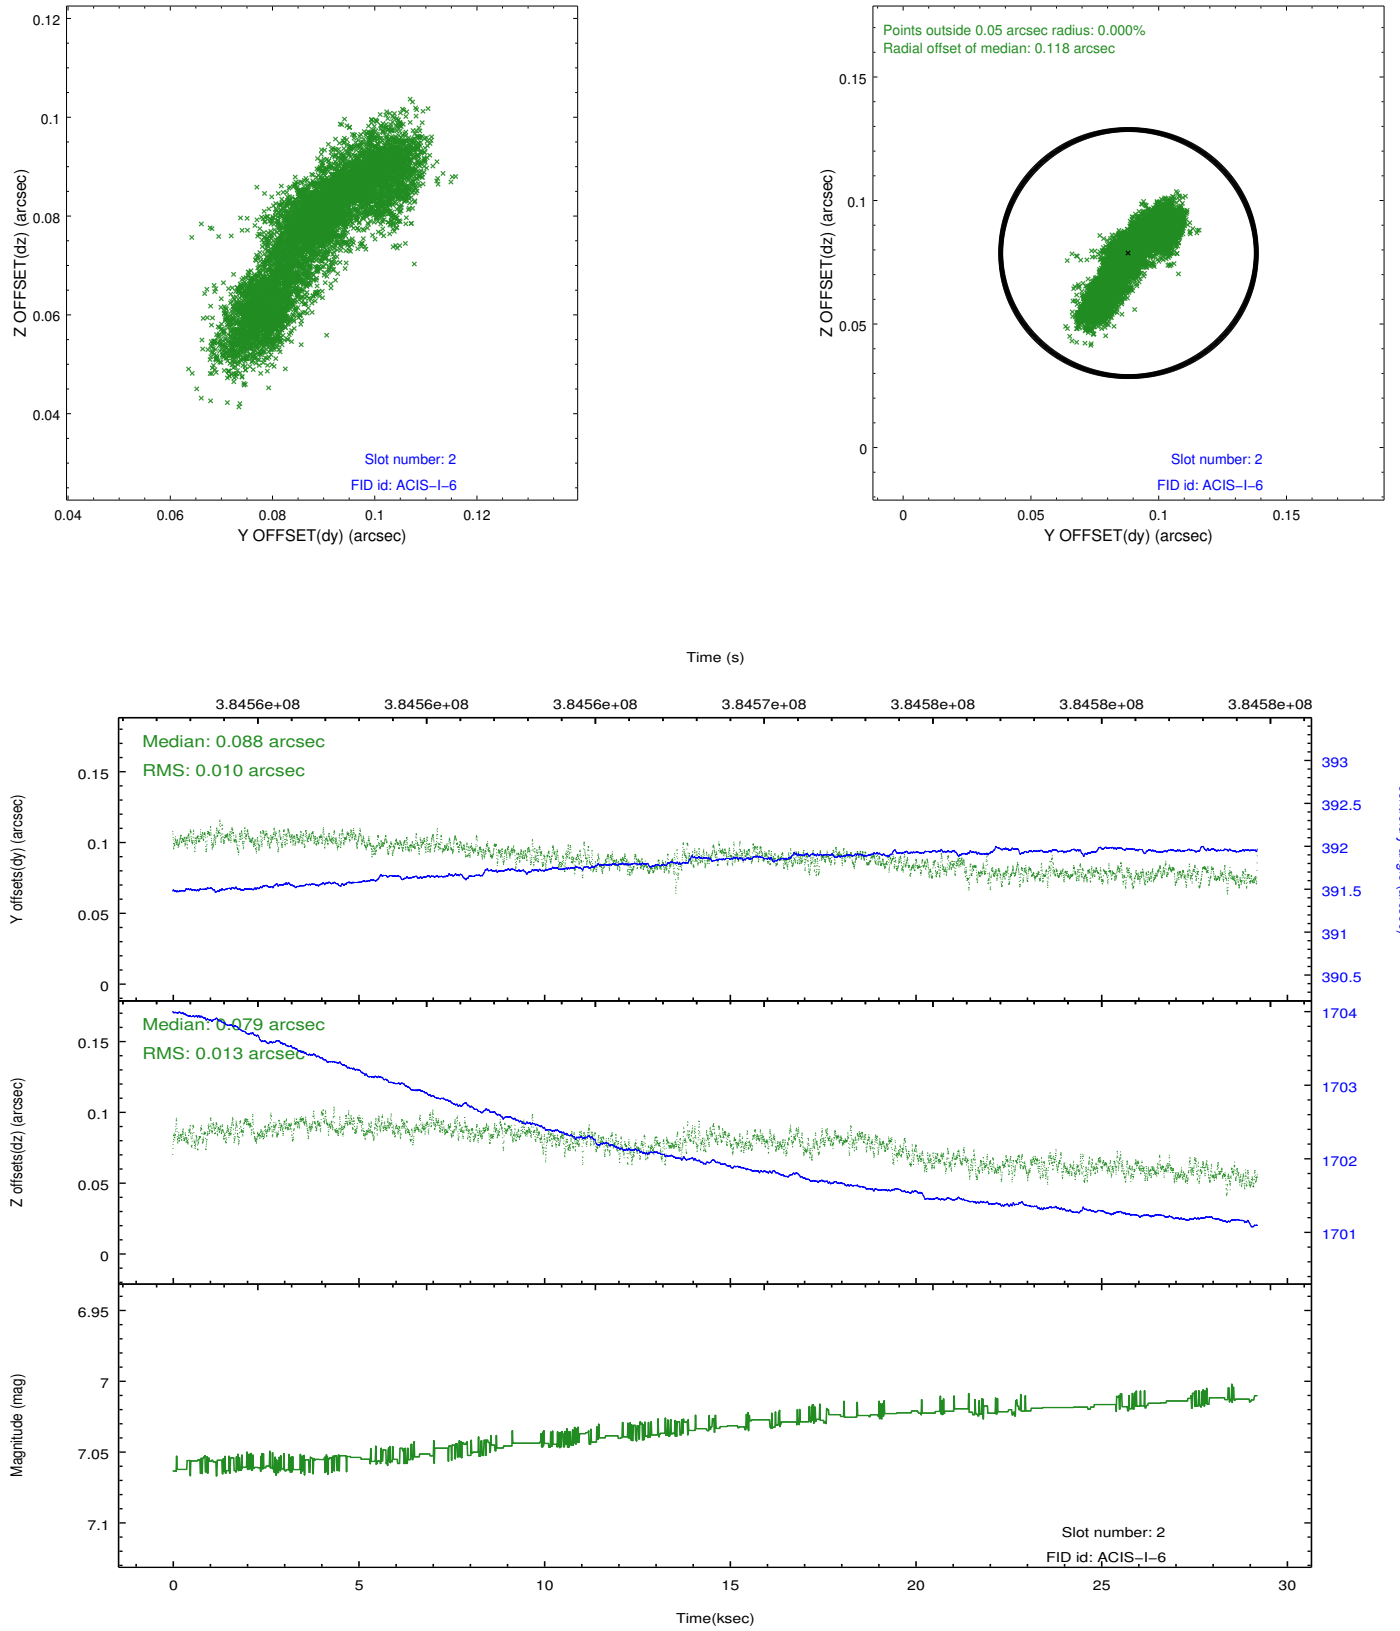 0.12
0.1
0.08
0.06
0.04
Z OFFSET(dz) (arcsec)
Slot number: 2
FID id: ACIS-I-6
0.04 0.06 0.08 0.1 0.12
Y OFFSET(dy) (arcsec)
Points outside 0.05 arcsec radius: 0.000%
Radial offset of median: 0.118 arcsec
0.15
0.1
0.05
0
Z OFFSET(dz) (arcsec)
Slot number: 2
FID id: ACIS-I-6
0 0.05 0.1 0.15
Y OFFSET(dy) (arcsec)
Time (s)
3.8456e+08 3.8456e+08 3.8456e+08 3.8457e+08 3.8458e+08 3.8458e+08 3.8458e+08
Median: 0.088 arcsec
RMS: 0.010 arcsec
0.15
0.1
0.05
0
Y offsets(dy) (arcsec)
393
392.5
392
391.5
391
390.5
Median: 0.079 arcsec
RMS: 0.013 arcsec
0.15
0.1
0.05
0
Z offsets(dz) (arcsec)
1704
1703
1702
1701
6.95
7
7.05
7.1
Magnitude (mag)
Slot number: 2
FID id: ACIS-I-6
0 5 10 15 20 25 30
Time(ksec)